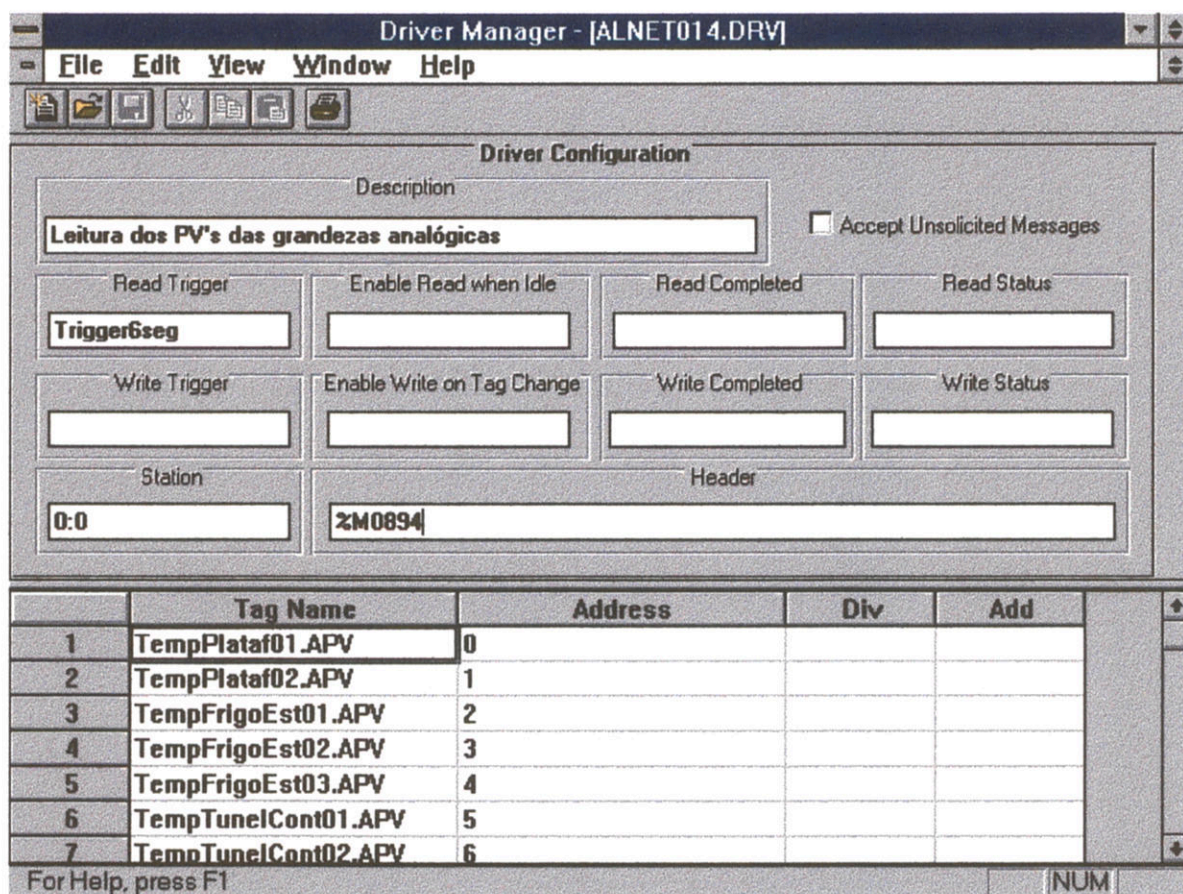 Driver Manager - [ALNET014.DRV]
File Edit View Window Help
Driver Configuration
Description
Leitura dos PV's das grandezas analógicas
Accept Unsolicited Messages
Read Trigger Enable Read when Idle Read Completed Read Status
Trigger6seg
Write Trigger Enable Write on Tag Change Write Completed Write Status
Station Header
0:0 %M0894
Tag Name Address Div Add
1 TempPlataf01.APV 0
2 TempPlataf02.APV 1
3 TempFrigoEst01.APV 2
4 TempFrigoEst02.APV 3
5 TempFrigoEst03.APV 4
6 TempTunelCont01.APV 5
7 TempTunelCont02.APV 6
For Help, press F1 NUM